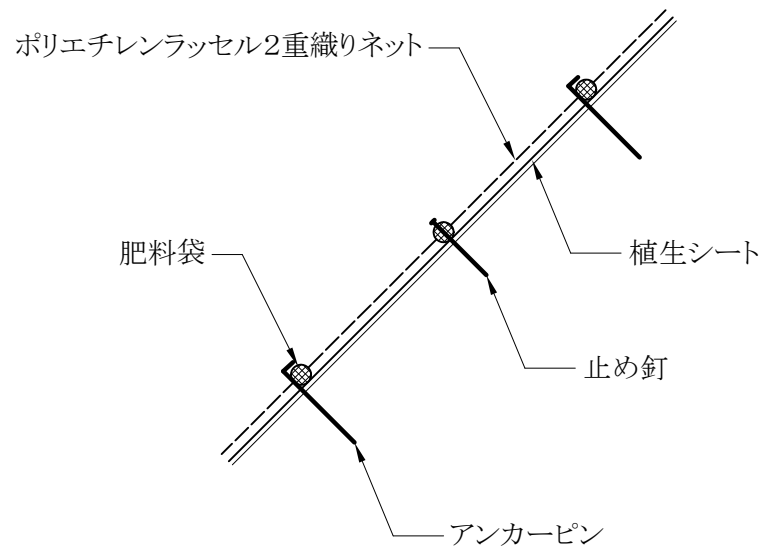 ポリエチレンラッセル2重織りネット
肥料袋
植生シート
止め釘
アンカーピン